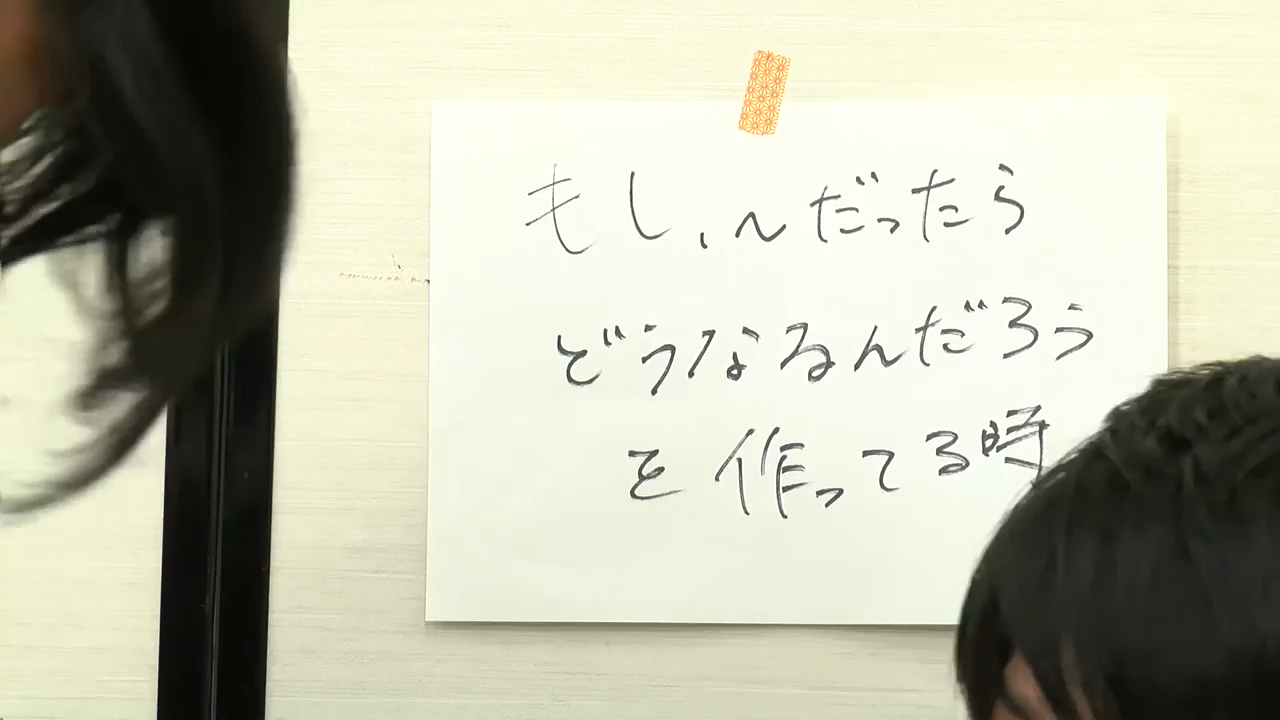 もし、〜だったら
どうなるんだろう
を作ってる時